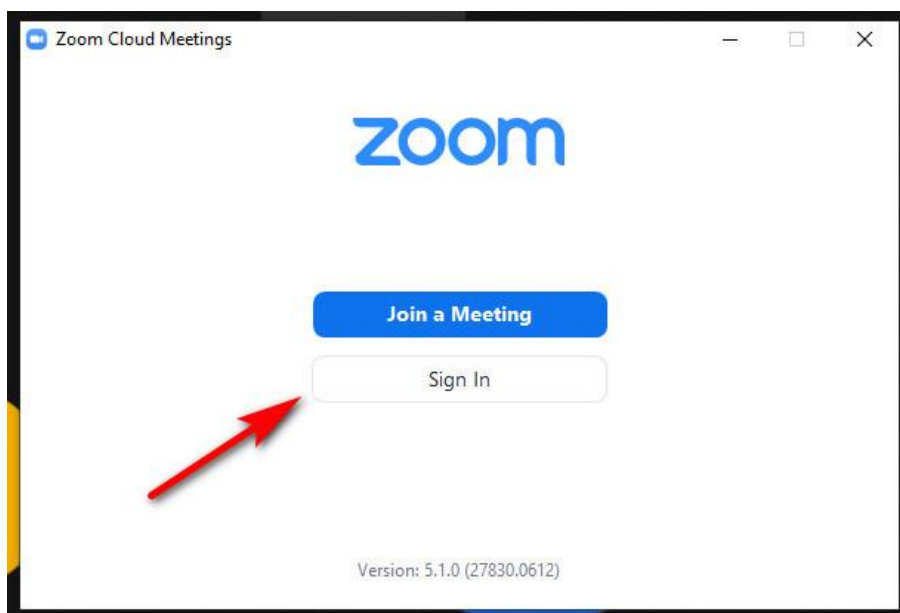 Zoom Cloud Meetings
zoom
Join a Meeting
Sign In
Version: 5.1.0 (27830.0612)